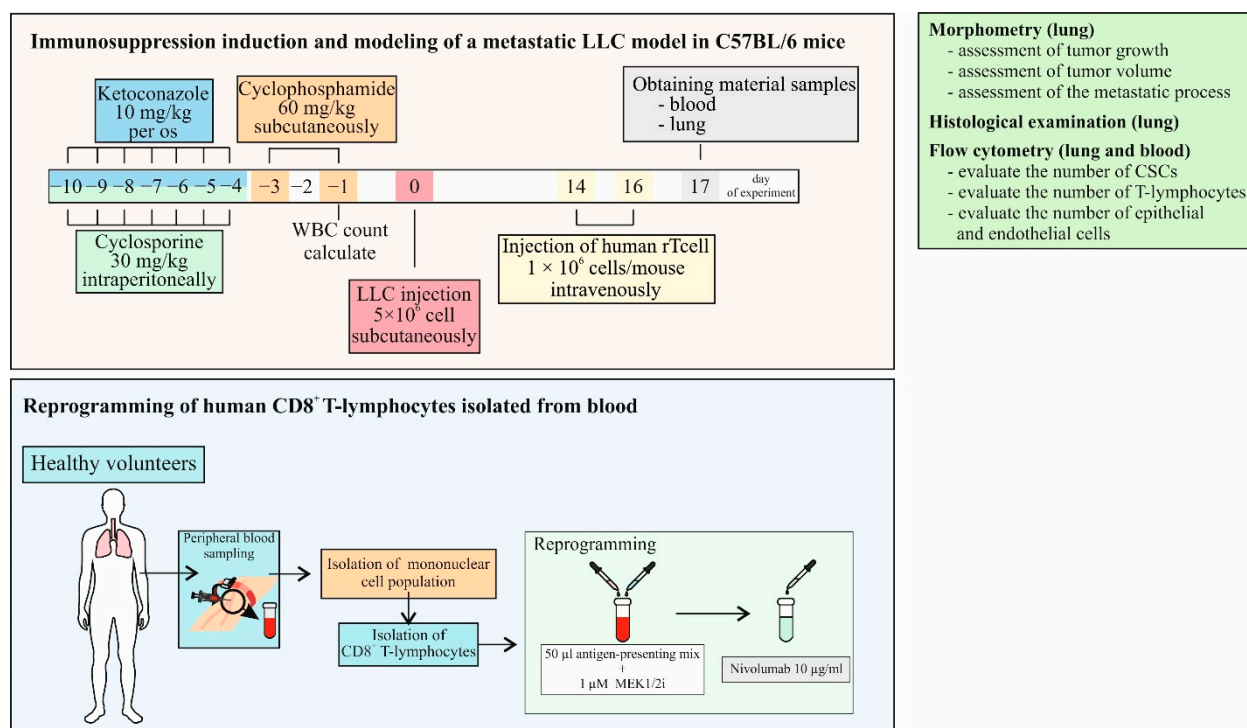 Immunosuppression induction and modeling of a metastatic LLC model in C57BL/6 mice
Ketoconazole
10 mg/kg
per os
Cyclophosphamide
60 mg/kg
subcutaneously
Obtaining material samples
- blood
- lung
−10 −9 −8 −7 −6 −5 −4 −3 −2 −1 0 14 16 17 day
of experiment
Cyclosporine
30 mg/kg
intraperitoneally
WBC count
calculate
LLC injection
5×10⁶ cell
subcutaneously
Injection of human rTcell
1 × 10⁶ cells/mouse
intravenously
Morphometry (lung)
- assessment of tumor growth
- assessment of tumor volume
- assessment of the metastatic process
Histological examination (lung)
Flow cytometry (lung and blood)
- evaluate the number of CSCs
- evaluate the number of T-lymphocytes
- evaluate the number of epithelial
and endothelial cells
Reprogramming of human CD8⁺ T-lymphocytes isolated from blood
Healthy volunteers
Peripheral blood
sampling
Isolation of mononuclear
cell population
Isolation of
CD8⁺ T-lymphocytes
Reprogramming
50 µl antigen-presenting mix
+
1 µM MEK1/2i
Nivolumab 10 µg/ml